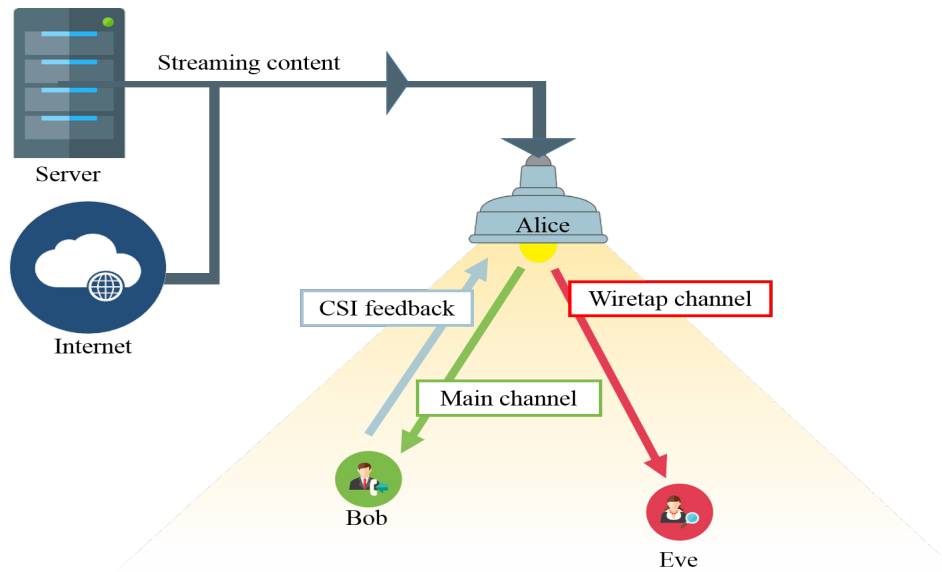 Streaming content
Server
Alice
CSI feedback
Wiretap channel
Internet
Main channel
Bob
Eve